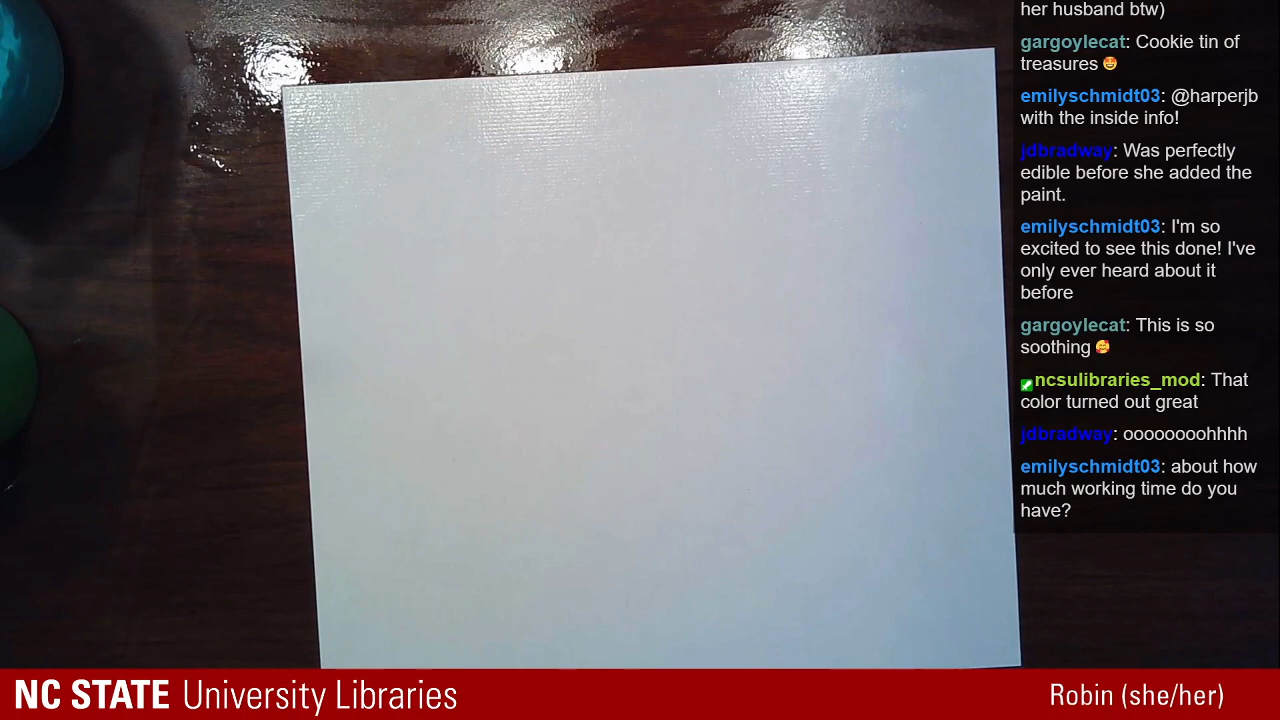 her husband btw)
gargoylecat: Cookie tin of
treasures 🤩
emilyschmidt03: @harperjb
with the inside info!
jdbradway: Was perfectly
edible before she added the
paint.
emilyschmidt03: I'm so
excited to see this done! I've
only ever heard about it
before
gargoylecat: This is so
soothing 🥰
ncsulibraries_mod: That
color turned out great
jdbradway: oooooooohhhh
emilyschmidt03: about how
much working time do you
have?
NC STATE University Libraries
Robin (she/her)